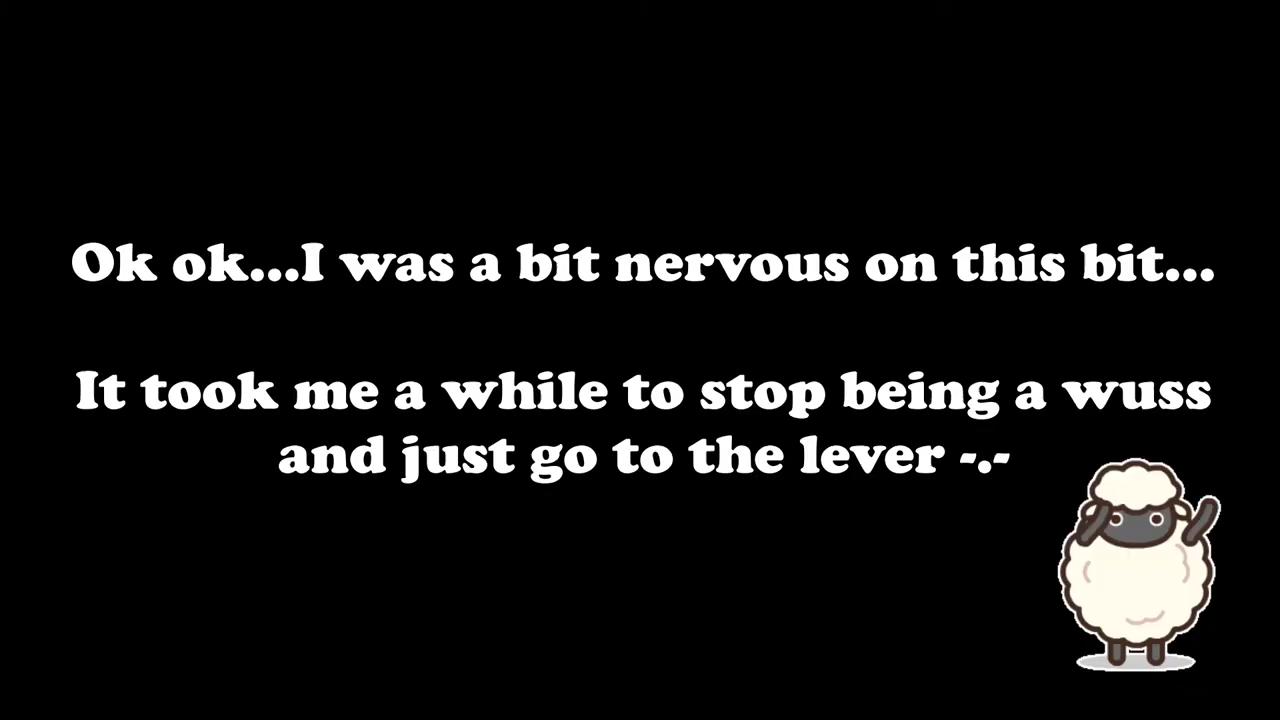 Ok ok...I was a bit nervous on this bit...
It took me a while to stop being a wuss
and just go to the lever -.-